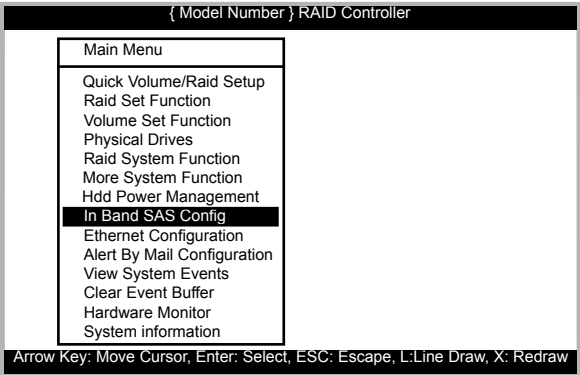 { Model Number } RAID Controller
Main Menu
Quick Volume/Raid Setup
Raid Set Function
Volume Set Function
Physical Drives
Raid System Function
More System Function
Hdd Power Management
In Band SAS Config
Ethernet Configuration
Alert By Mail Configuration
View System Events
Clear Event Buffer
Hardware Monitor
System information
Arrow Key: Move Cursor, Enter: Select, ESC: Escape, L:Line Draw, X: Redraw